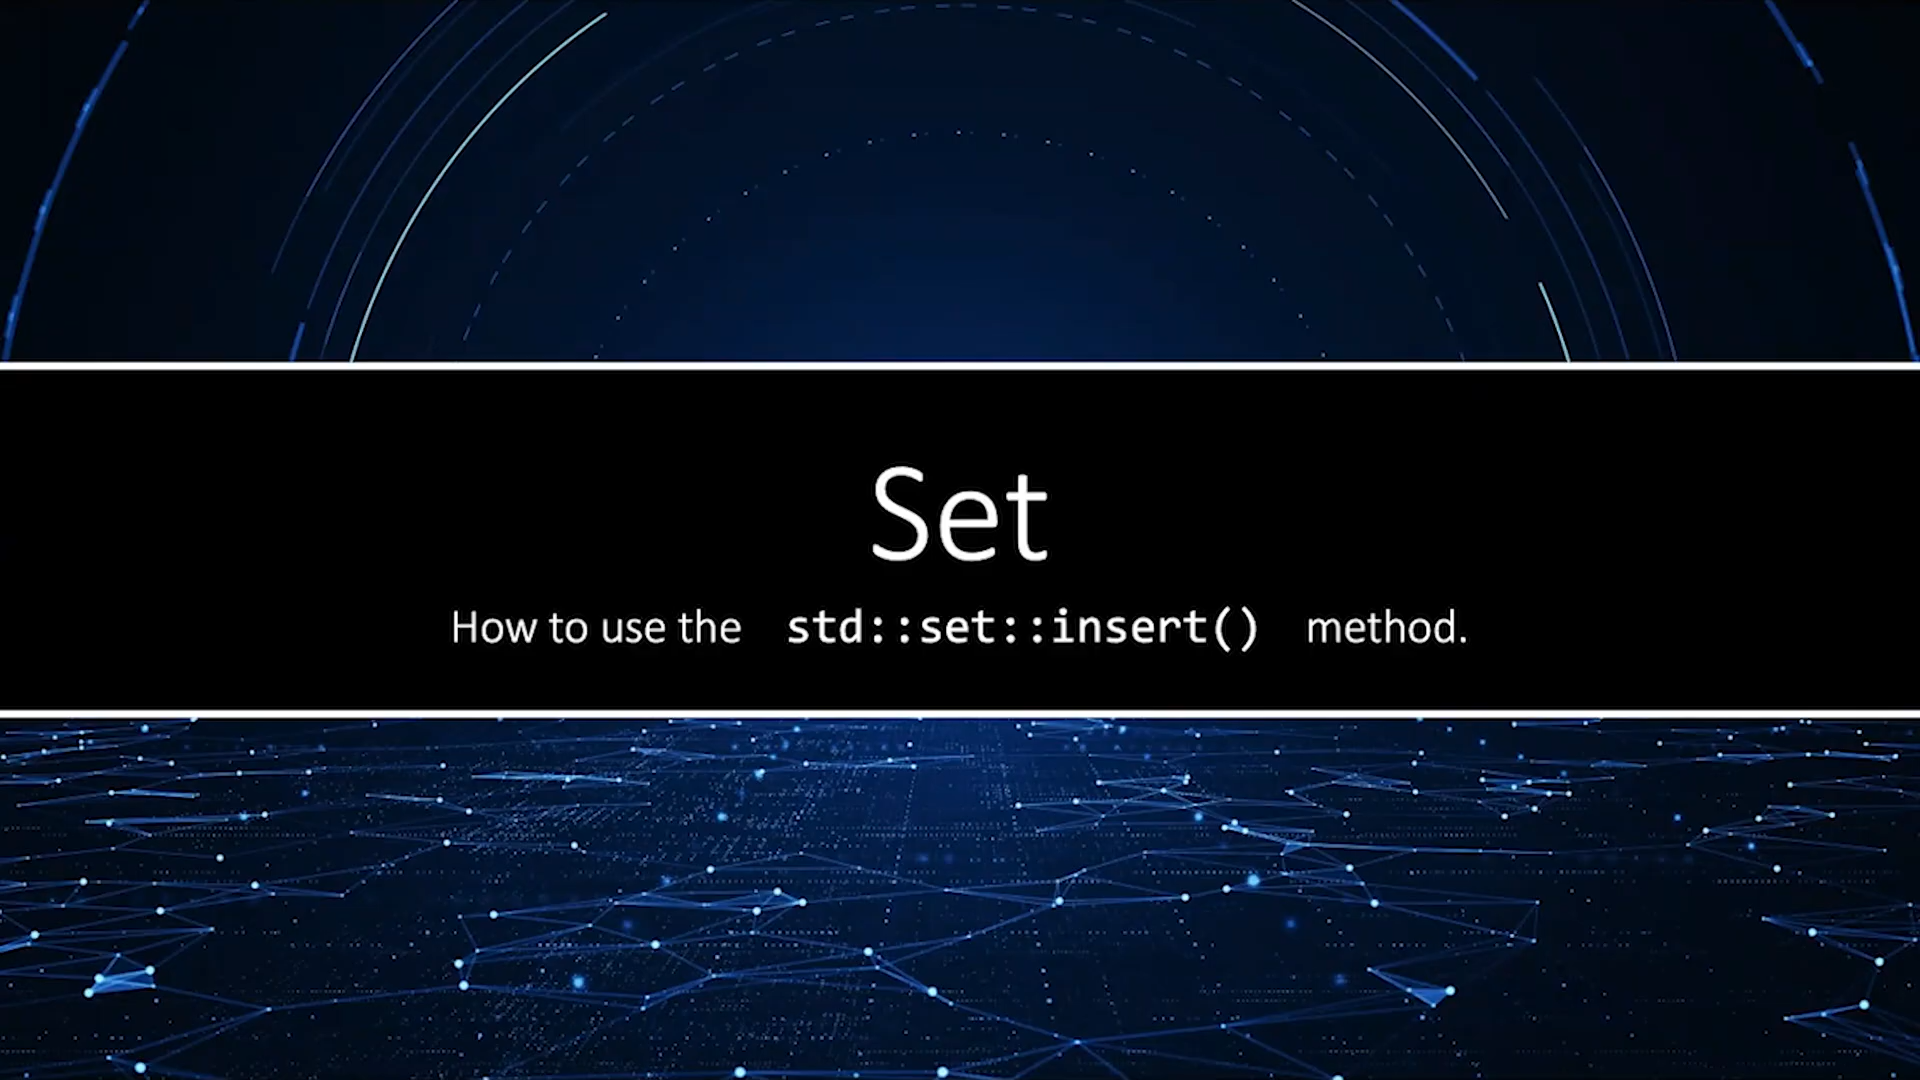 Set
How to use the std::set::insert() method.